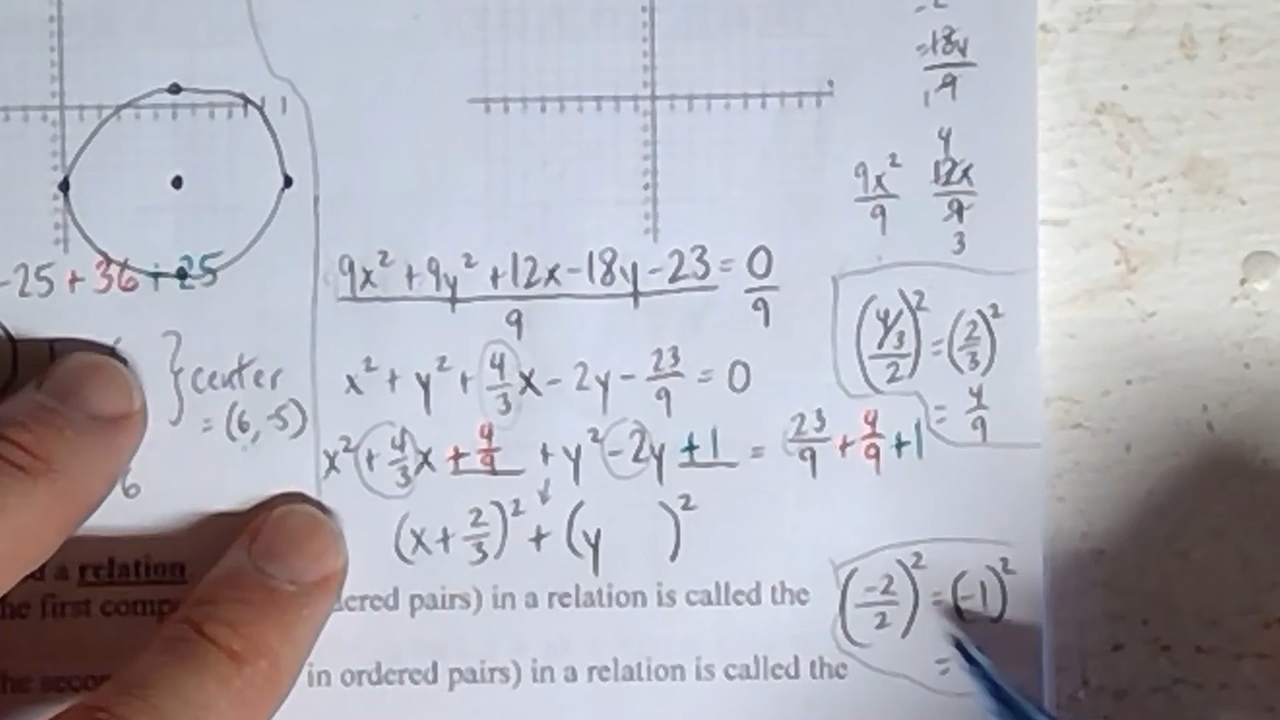 -25 + 36 + 25
center
= (6, -5)
6
9x² + 9y² + 12x - 18y - 23 = 0
9 9
x² + y² + 4/3 x - 2y - 23/9 = 0
x² + 4/3 x + 4/9 + y² - 2y + 1 = 23/9 + 4/9 + 1
(x + 2/3)² + (y )²
-18y
9
9x²/9 12x/9
4
3
((4/3)/2)² = (2/3)²
= 4/9
(-2/2)² = (-1)²
=
a relation
he first comp
dered pairs) in a relation is called the
in ordered pairs) in a relation is called the